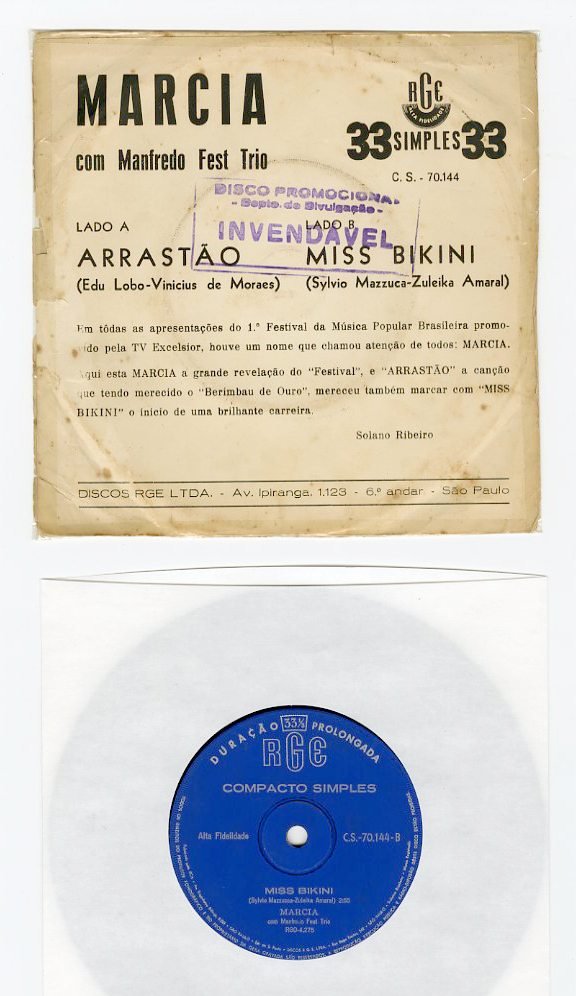 MARCIA
com Manfredo Fest Trio
RGE
ALTA FIDELIDADE
33 SIMPLES 33
C. S. - 70.144
DISCO PROMOCIONAL
- Depto. de Divulgação -
INVENDAVEL
LADO A
ARRASTÃO
(Edu Lobo-Vinicius de Moraes)
LADO B
MISS BIKINI
(Sylvio Mazzuca-Zuleika Amaral)
Em tôdas as apresentações do 1.º Festival da Música Popular Brasileira promo-
vido pela TV Excelsior, houve um nome que chamou atenção de todos: MARCIA.
Aqui esta MARCIA a grande revelação do "Festival", e "ARRASTÃO" a canção
que tendo merecido o "Berimbau de Ouro", mereceu também marcar com "MISS
BIKINI" o início de uma brilhante carreira.
Solano Ribeiro
DISCOS RGE LTDA. - Av. Ipiranga, 1.123 - 6.º andar - São Paulo
DURAÇÃO 33⅓ PROLONGADA
RGE
COMPACTO SIMPLES
Alta Fidelidade
C.S.-70.144-B
MISS BIKINI
(Sylvio Mazzuca-Zuleika Amaral) 2:55
MARCIA
com Manfredo Fest Trio
RGO-4.275